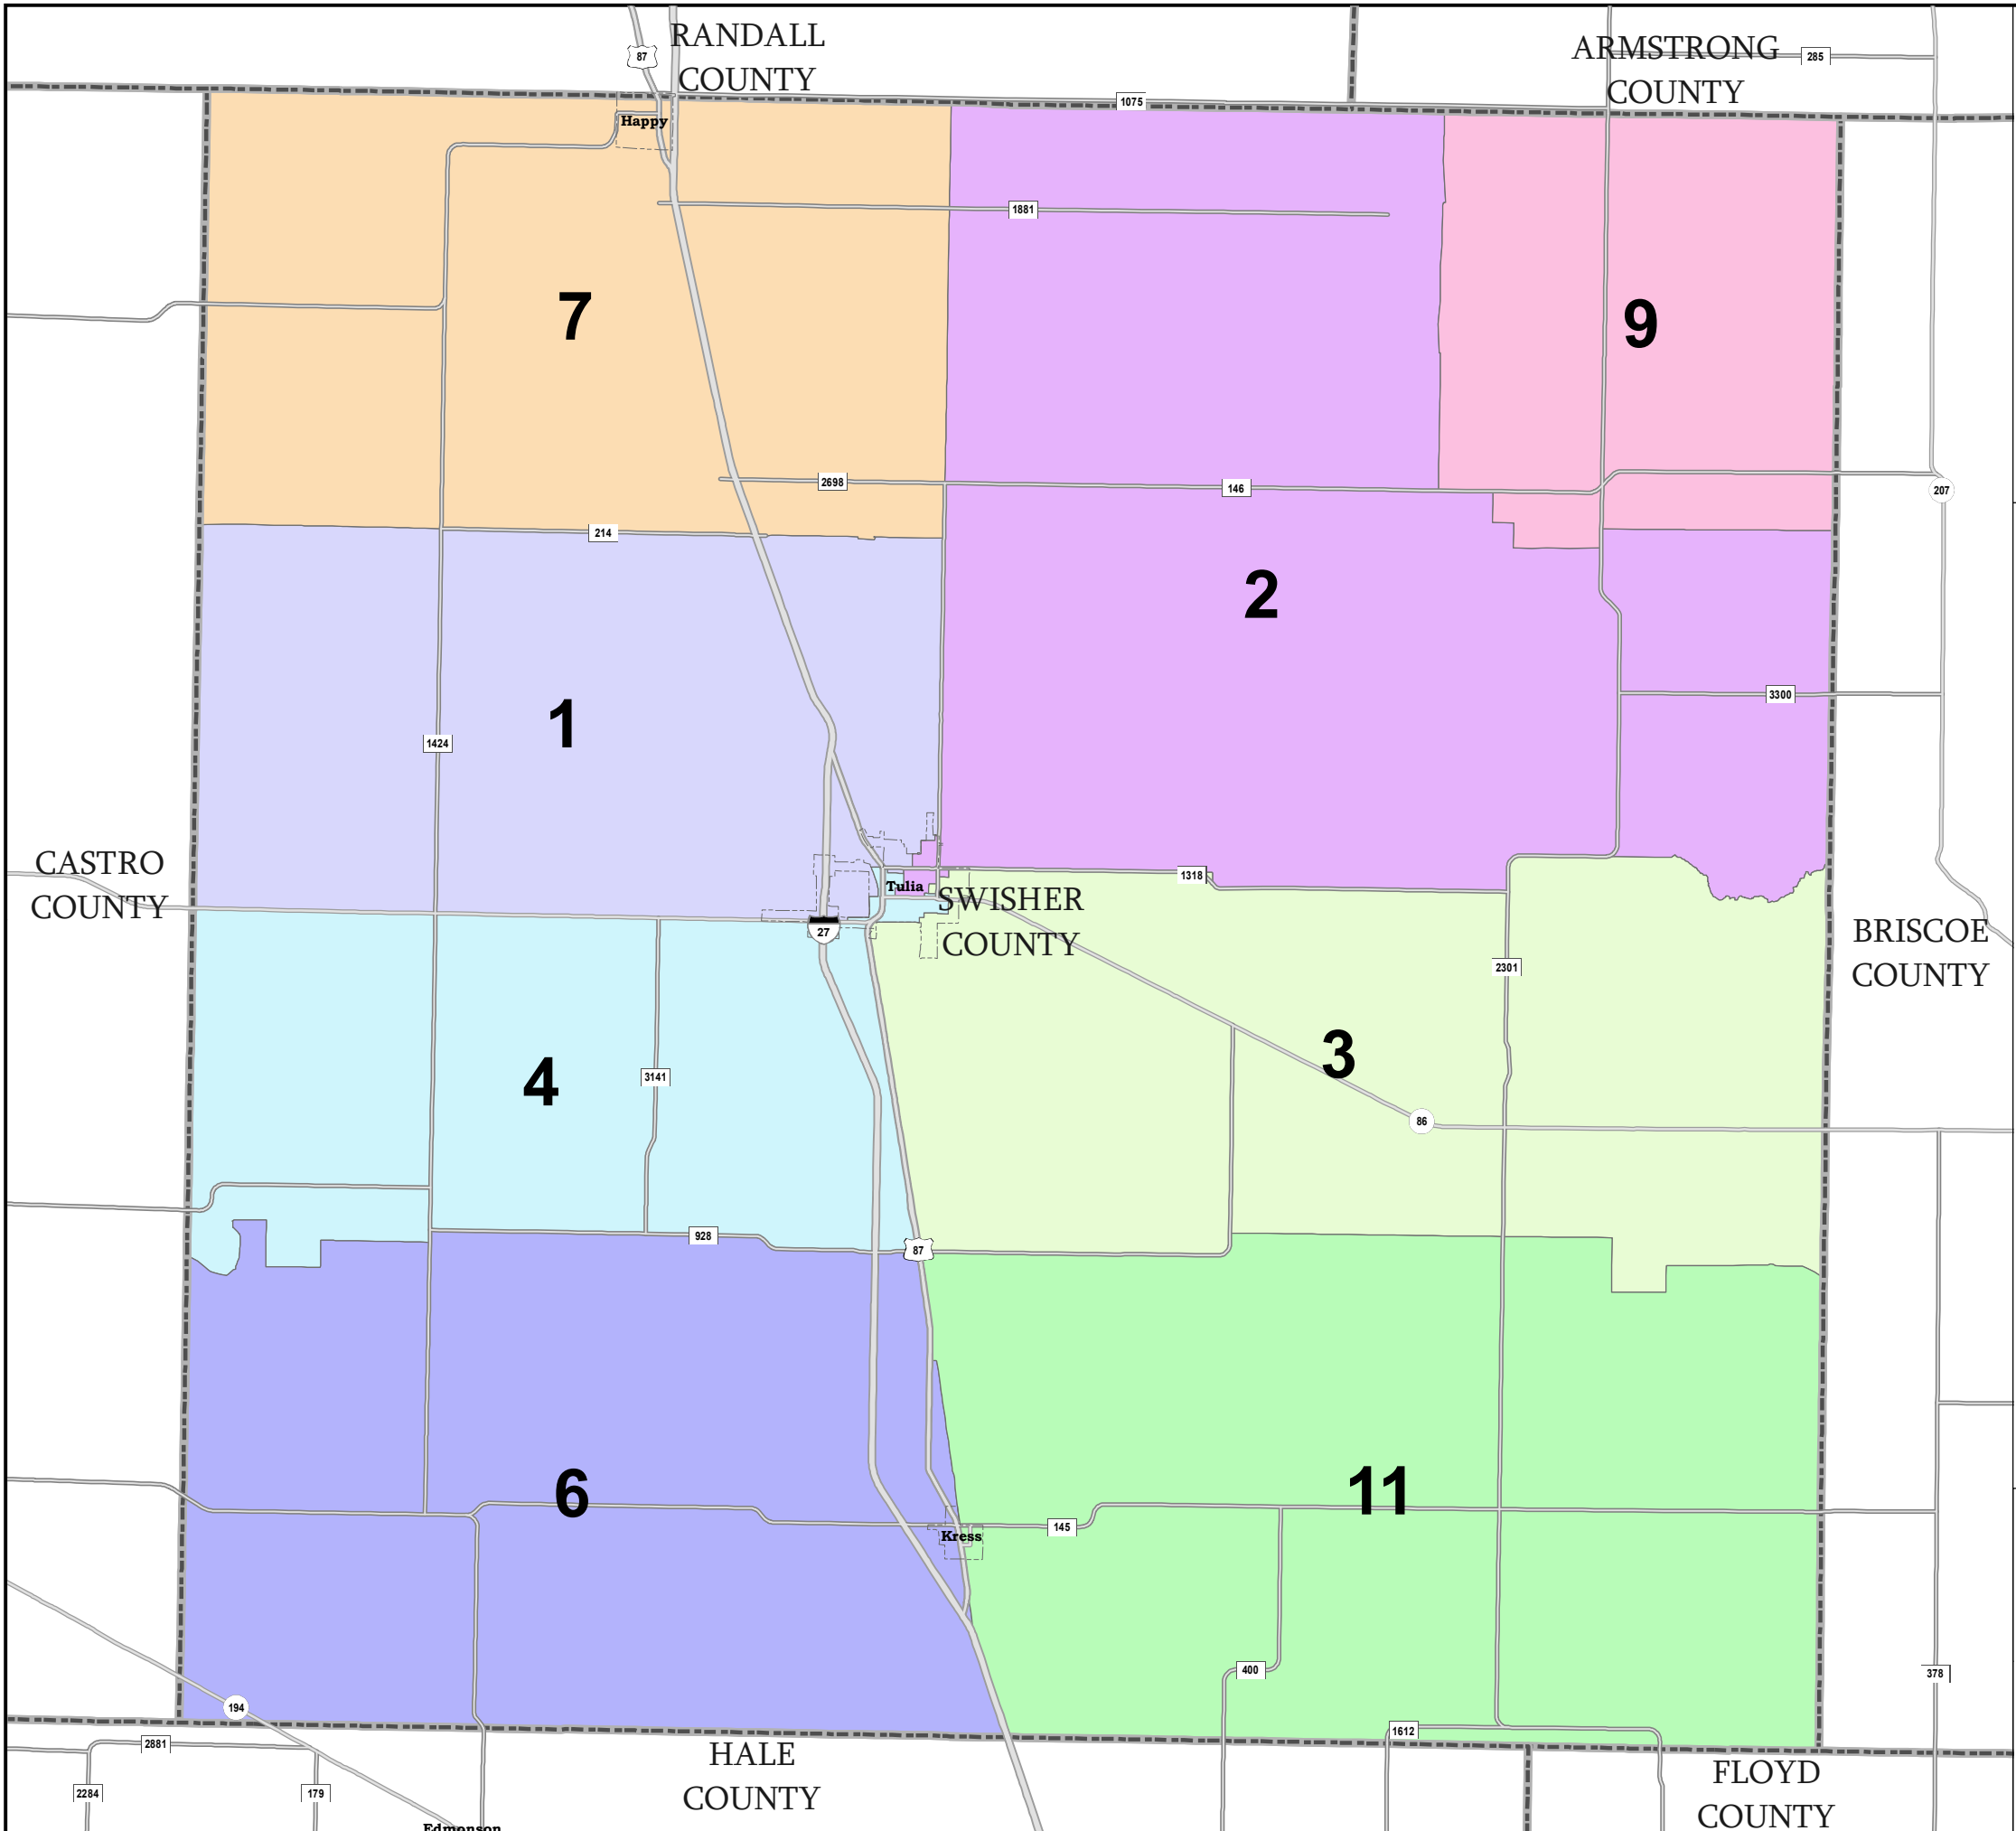 RANDALL
COUNTY
87
ARMSTRONG
COUNTY
285
1075
Happy
1881
7
9
2698
146
207
214
2
3300
1
1424
CASTRO
COUNTY
1318
Tulia
SWISHER
COUNTY
27
BRISCOE
COUNTY
2301
3
4
3141
86
928
87
6
11
145
Kress
400
378
194
1612
2881
HALE
COUNTY
FLOYD
COUNTY
2284
179
Edmonson